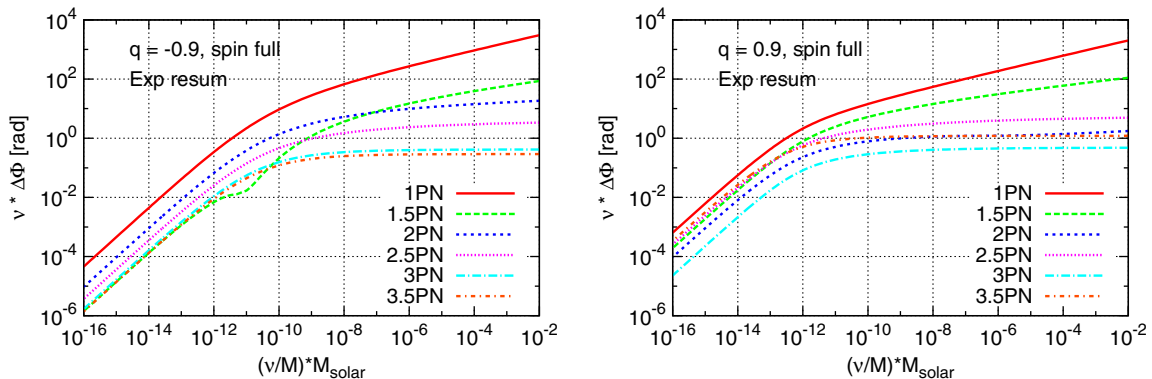 ν * ΔΦ [rad]
10^4
10^2
10^0
10^-2
10^-4
10^-6
q = -0.9, spin full
Exp resum
1PN
1.5PN
2PN
2.5PN
3PN
3.5PN
10^-16 10^-14 10^-12 10^-10 10^-8 10^-6 10^-4 10^-2
(ν/M)*M_solar
ν * ΔΦ [rad]
10^4
10^2
10^0
10^-2
10^-4
10^-6
q = 0.9, spin full
Exp resum
1PN
1.5PN
2PN
2.5PN
3PN
3.5PN
10^-16 10^-14 10^-12 10^-10 10^-8 10^-6 10^-4 10^-2
(ν/M)*M_solar